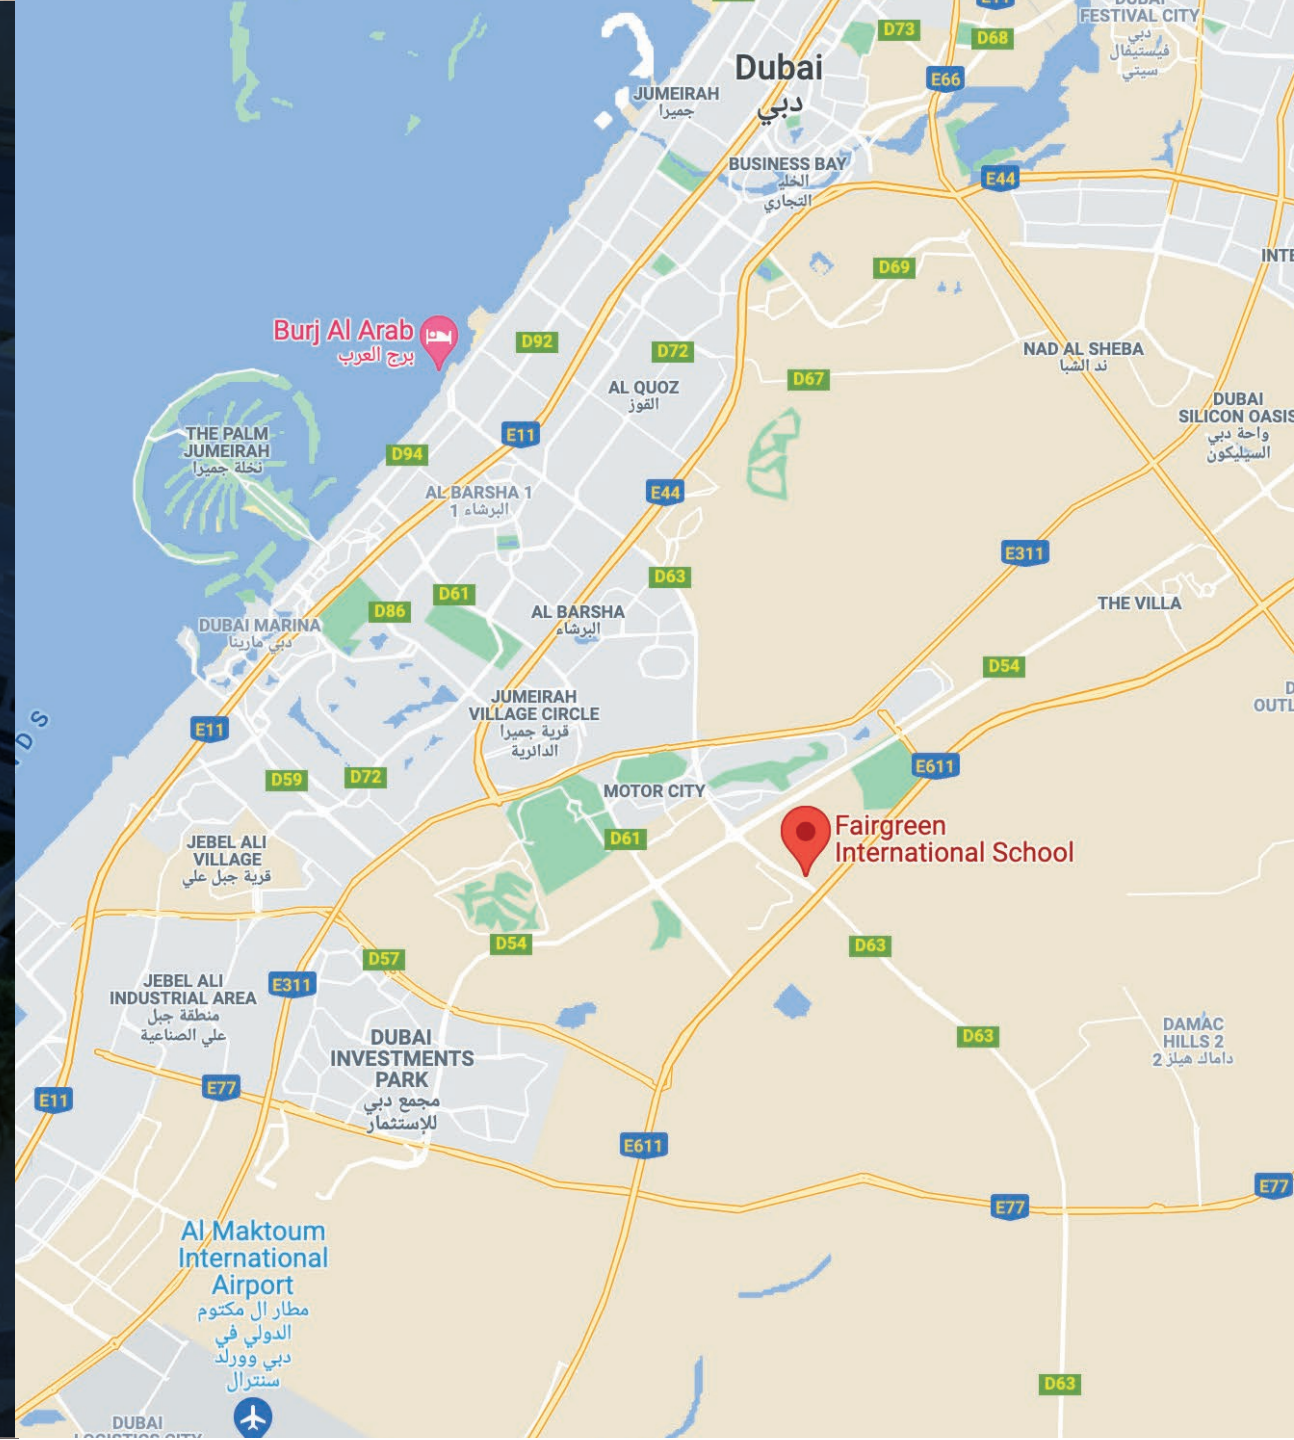 E11
DUBAI
FESTIVAL CITY
دبي
فيستيفال
سيتي
D73
D68
E66
Dubai
دبي
JUMEIRAH
جميرا
BUSINESS BAY
الخليج
التجاري
E44
D69
INTE
Burj Al Arab
برج العرب
D92
D72
D67
NAD AL SHEBA
ند الشبا
AL QUOZ
القوز
DUBAI
SILICON OASIS
واحة دبي
السيليكون
THE PALM
JUMEIRAH
نخلة جميرا
E11
D94
AL BARSHA 1
البرشاء 1
E44
E311
D63
D61
D86
AL BARSHA
البرشاء
THE VILLA
DUBAI MARINA
دبي مارينا
D54
D
OUTL
JUMEIRAH
VILLAGE CIRCLE
قرية جميرا
الدائرية
DS
E11
E611
D59
D72
MOTOR CITY
D61
Fairgreen
International School
JEBEL ALI
VILLAGE
قرية جبل علي
D54
D63
D57
E311
JEBEL ALI
INDUSTRIAL AREA
منطقة جبل
علي الصناعية
DUBAI
INVESTMENTS
PARK
مجمع دبي
للإستثمار
D63
DAMAC
HILLS 2
داماك هيلز 2
E11
E77
E611
E77
E77
Al Maktoum
International
Airport
مطار ال مكتوم
الدولي في
دبي وورلد
سنترال
D63
DUBAI
LOGISTICS CITY